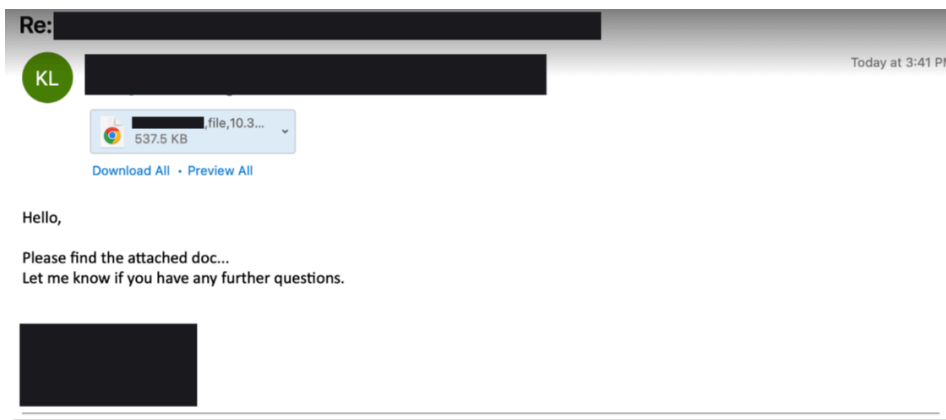 Re:
KL
Today at 3:41 PM
,file,10.3...
537.5 KB
Download All • Preview All
Hello,
Please find the attached doc...
Let me know if you have any further questions.